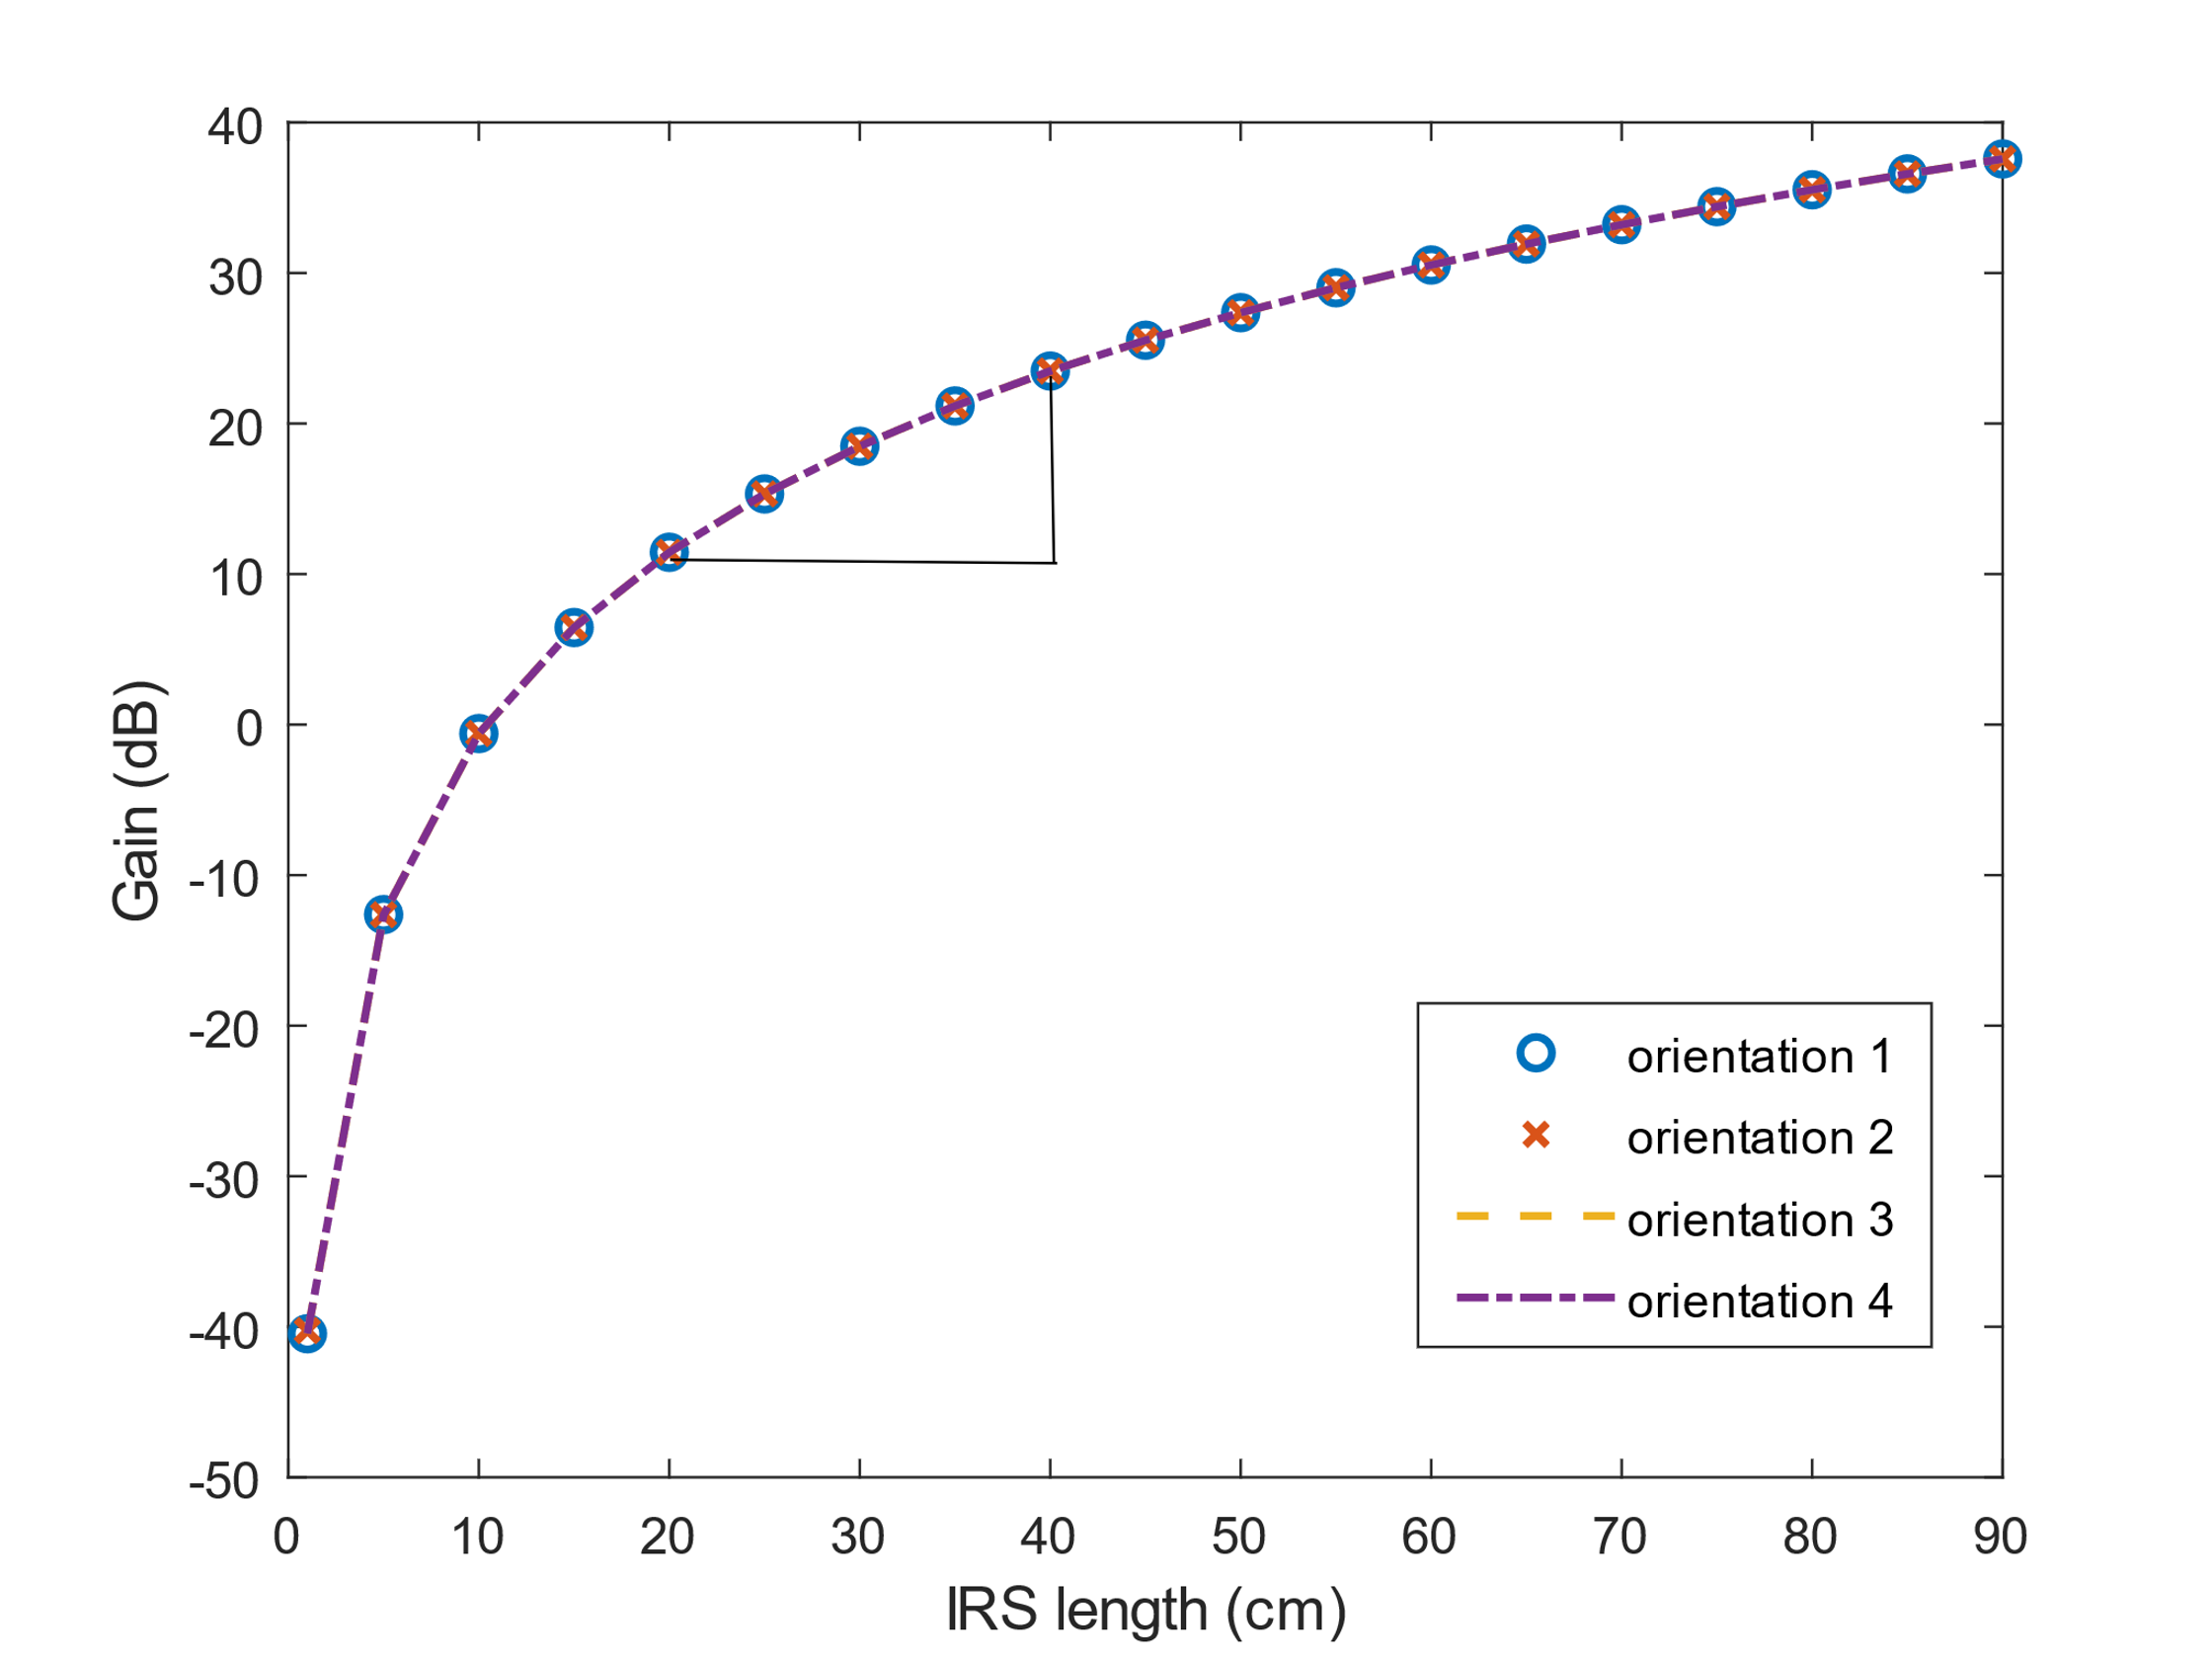 40
30
20
10
0
-10
-20
-30
-40
-50
Gain (dB)
0 10 20 30 40 50 60 70 80 90
IRS length (cm)
orientation 1
orientation 2
orientation 3
orientation 4